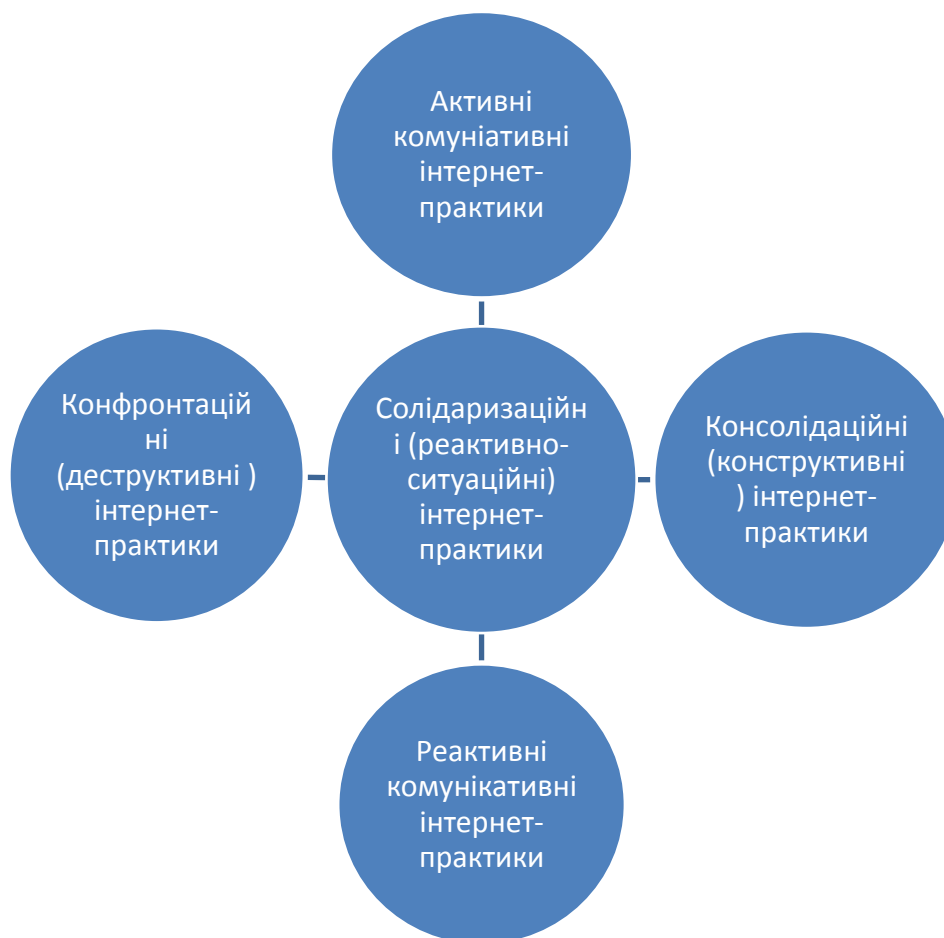 Активні
комуніативні
інтернет-
практики
Конфронтацій
ні
(деструктивні )
інтернет-
практики
Солідаризаційн
і (реактивно-
ситуаційні)
інтернет-
практики
Консолідаційні
(конструктивні
) інтернет-
практики
Реактивні
комунікативні
інтернет-
практики